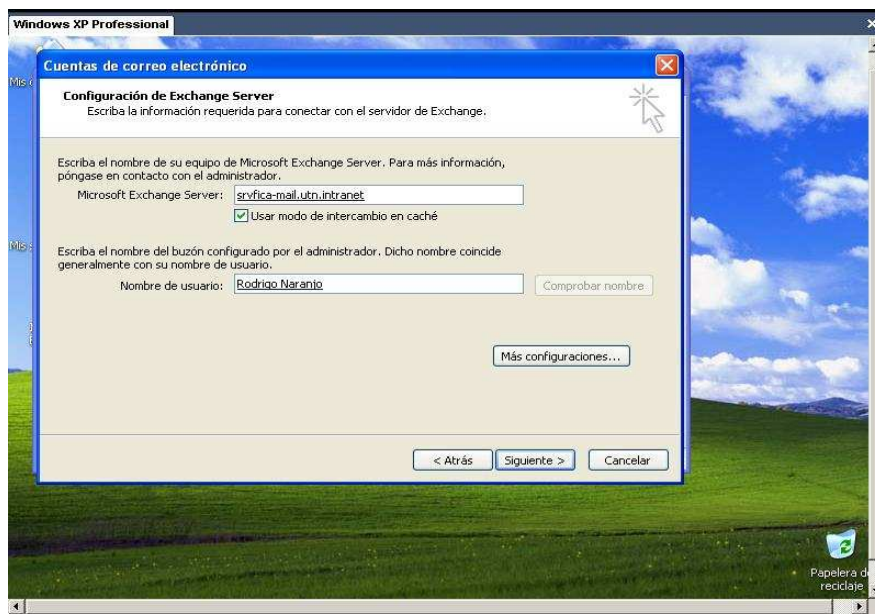 Windows XP Professional
Cuentas de correo electrónico
Mis
Configuración de Exchange Server
Escriba la información requerida para conectar con el servidor de Exchange.
Escriba el nombre de su equipo de Microsoft Exchange Server. Para más información,
póngase en contacto con el administrador.
Microsoft Exchange Server: srvfica-mail.utn.intranet
Usar modo de intercambio en caché
Mis
Escriba el nombre del buzón configurado por el administrador. Dicho nombre coincide
generalmente con su nombre de usuario.
Nombre de usuario: Rodrigo Naranjo Comprobar nombre
Más configuraciones...
< Atrás Siguiente > Cancelar
Papelera de
reciclaje